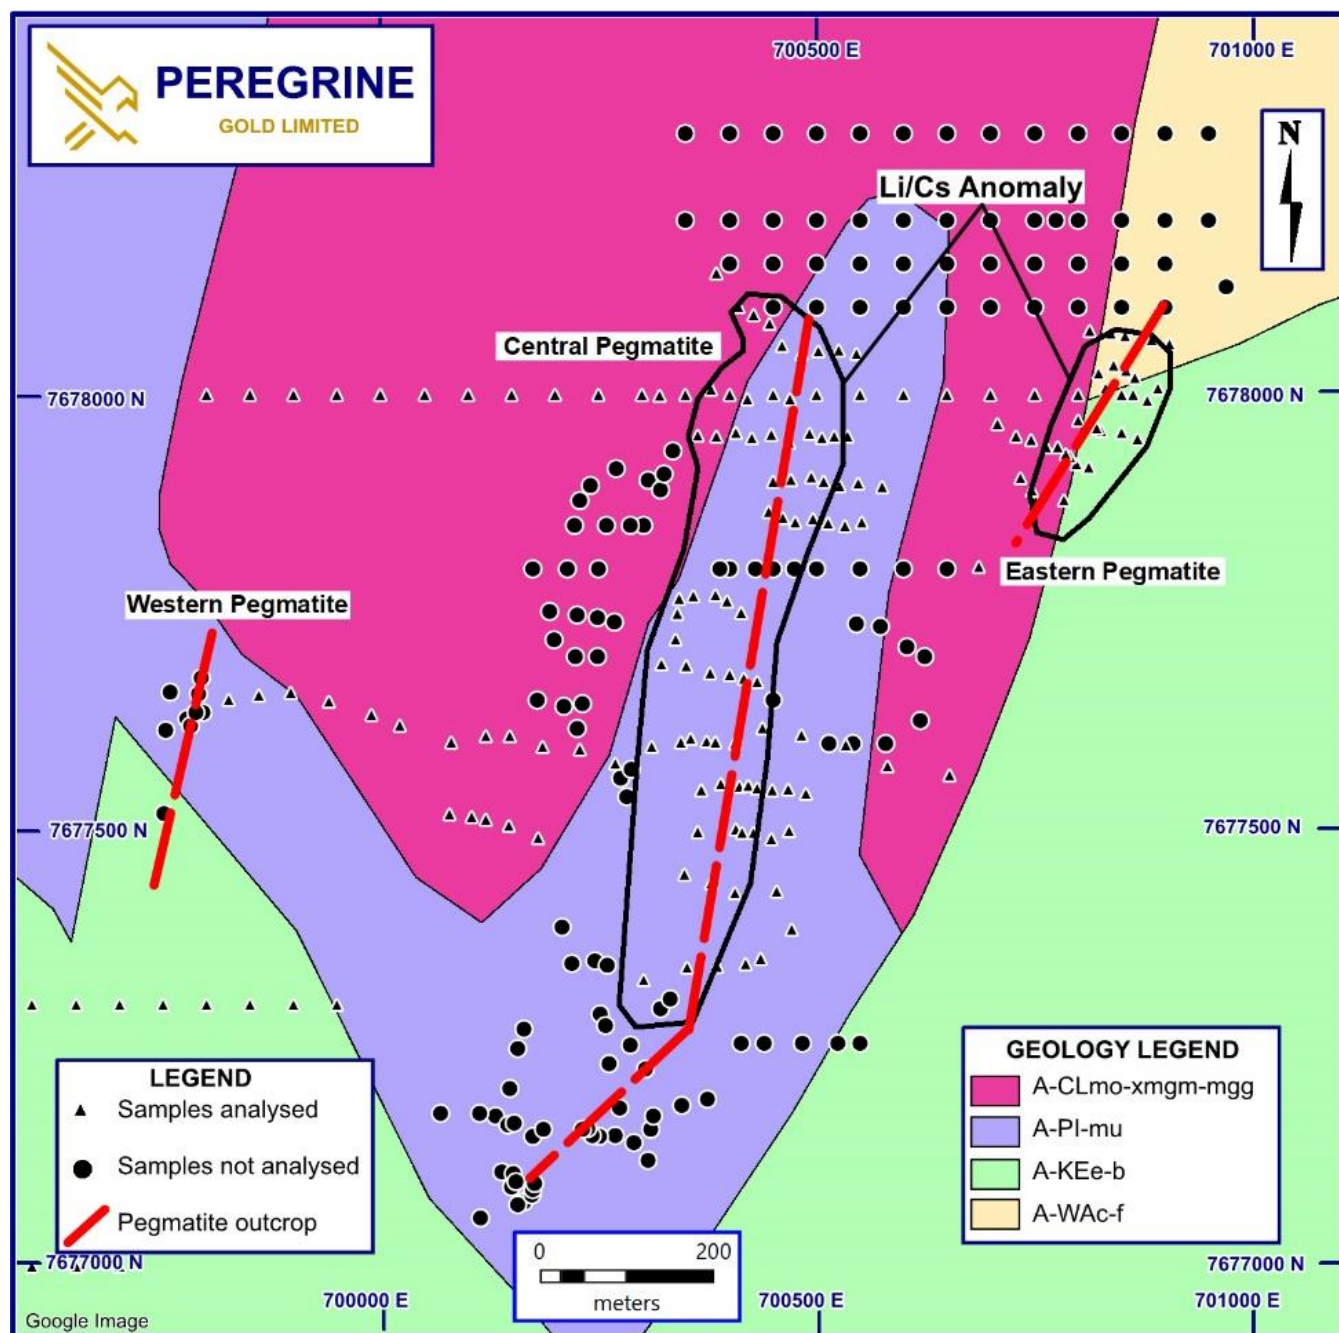 PEREGRINE
GOLD LIMITED
700500 E
701000 E
N
Li/Cs Anomaly
Central Pegmatite
7678000 N
7678000 N
Eastern Pegmatite
Western Pegmatite
7677500 N
7677500 N
LEGEND
Samples analysed
Samples not analysed
Pegmatite outcrop
GEOLOGY LEGEND
A-CLmo-xmgm-mgg
A-PI-mu
A-KEe-b
A-WAc-f
0 200
meters
7677000 N
7677000 N
700000 E
700500 E
701000 E
Google Image